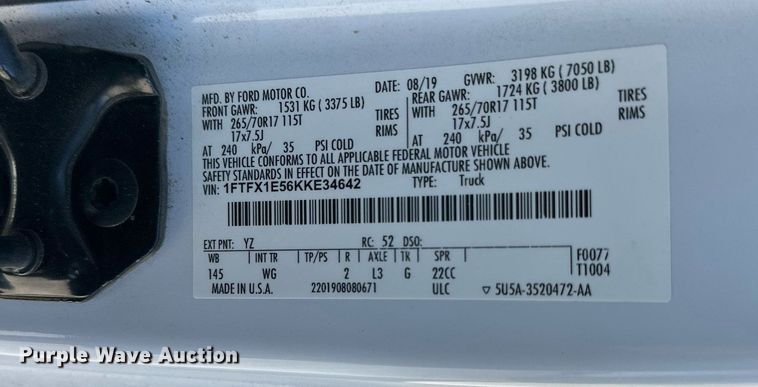 MFD. BY FORD MOTOR CO. DATE: 08/19 GVWR: 3198 KG ( 7050 LB)
FRONT GAWR: 1531 KG ( 3375 LB) REAR GAWR: 1724 KG ( 3800 LB)
WITH 265/70R17 115T TIRES WITH 265/70R17 115T TIRES
17x7.5J RIMS 17x7.5J RIMS
AT 240 kPa/ 35 PSI COLD AT 240 kPa/ 35 PSI COLD
THIS VEHICLE CONFORMS TO ALL APPLICABLE FEDERAL MOTOR VEHICLE
SAFETY STANDARDS IN EFFECT ON THE DATE OF MANUFACTURE SHOWN ABOVE.
VIN: 1FTFX1E56KKE34642 TYPE: Truck
EXT PNT: YZ RC: 52 DSO: F0077
WB INT TR TP/PS R AXLE TR SPR T1004
145 WG 2 L3 G 22CC
MADE IN U.S.A. 2201908080671 ULC ▽ 5U5A-3520472-AA
Purple Wave Auction